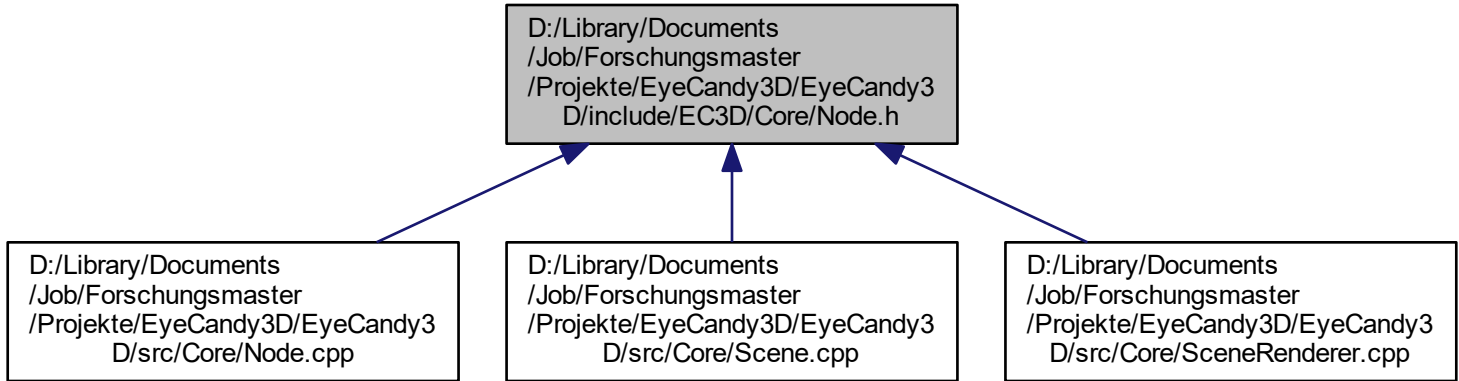 D:/Library/Documents
/Job/Forschungsmaster
/Projekte/EyeCandy3D/EyeCandy3
D/include/EC3D/Core/Node.h
D:/Library/Documents
/Job/Forschungsmaster
/Projekte/EyeCandy3D/EyeCandy3
D/src/Core/Node.cpp
D:/Library/Documents
/Job/Forschungsmaster
/Projekte/EyeCandy3D/EyeCandy3
D/src/Core/Scene.cpp
D:/Library/Documents
/Job/Forschungsmaster
/Projekte/EyeCandy3D/EyeCandy3
D/src/Core/SceneRenderer.cpp